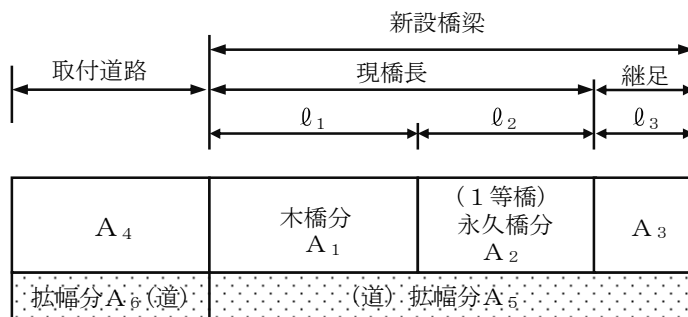 新設橋梁
取付道路
現橋長
継足
ℓ₁
ℓ₂
ℓ₃
A₄
木橋分
A₁
(1等橋)
永久橋分
A₂
A₃
拡幅分A₆(道)
(道) 拡幅分A₅